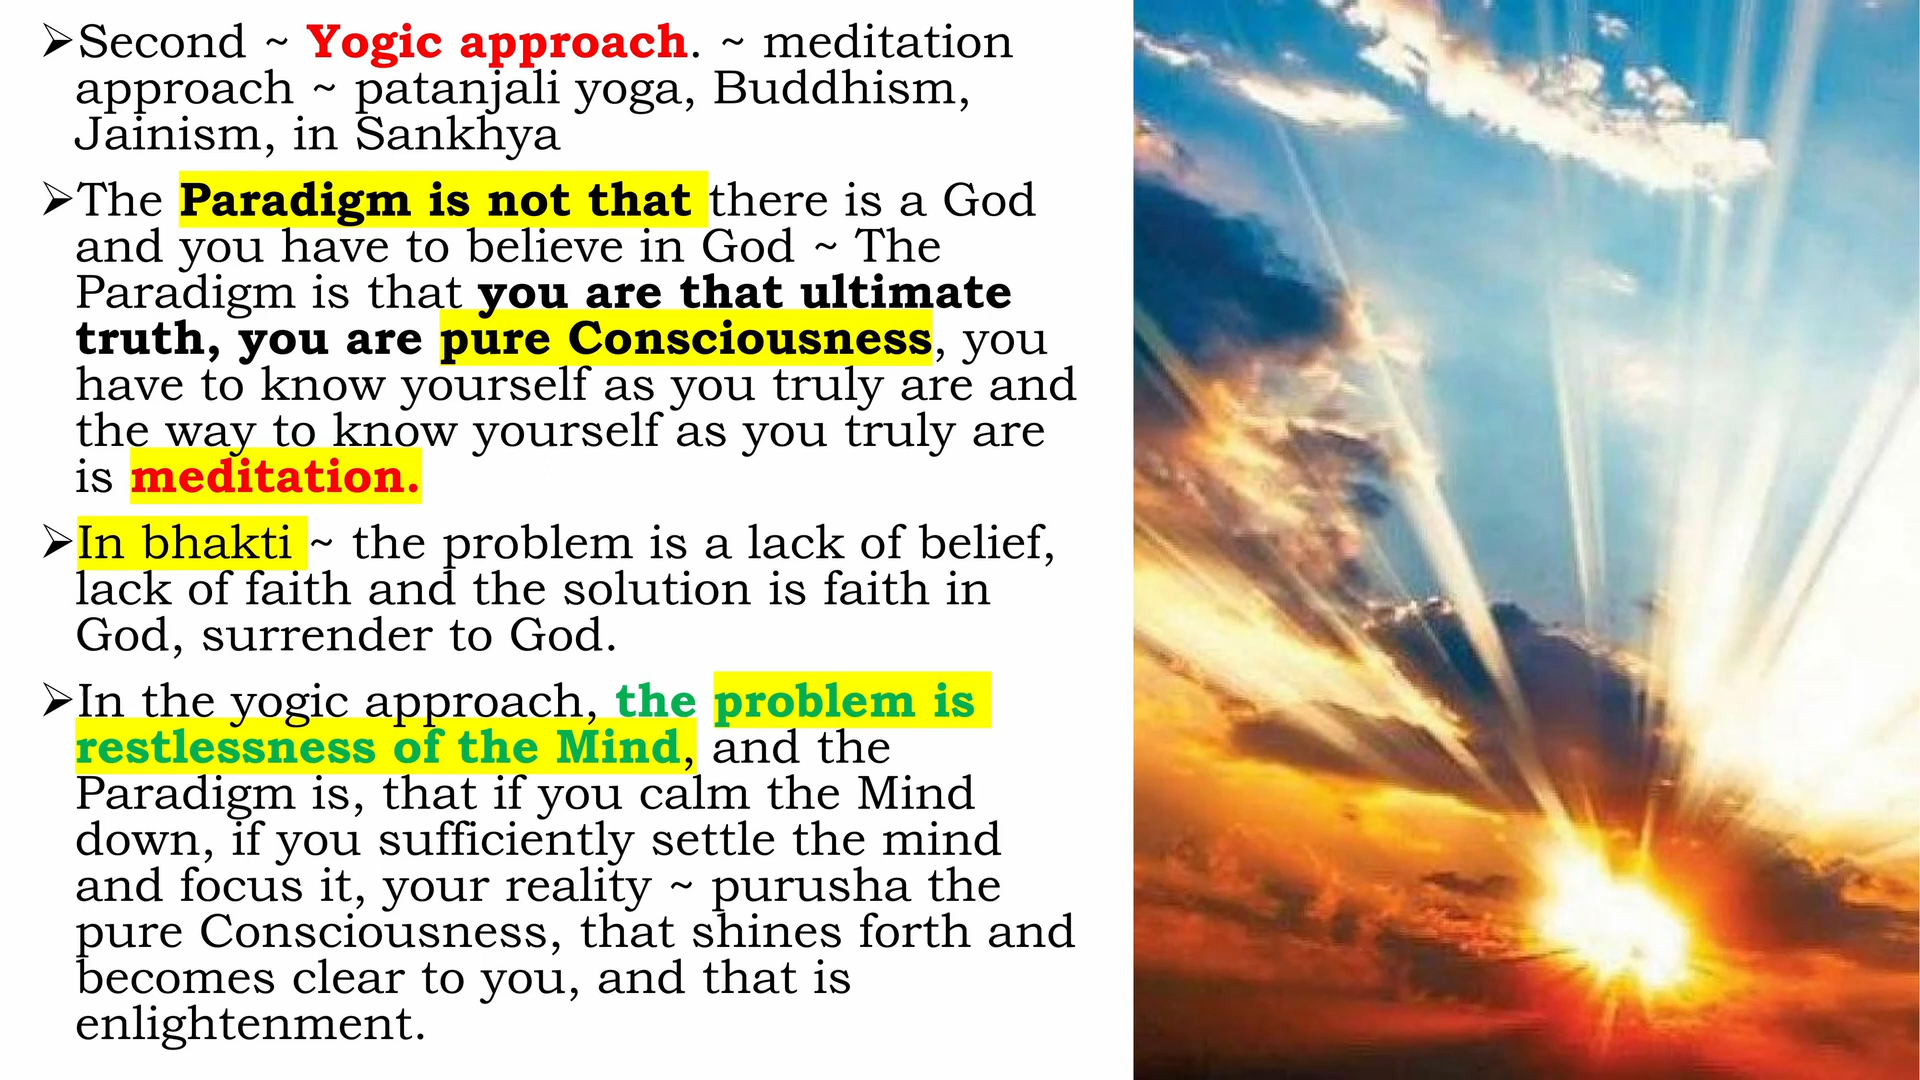 ➢Second ~ Yogic approach. ~ meditation
approach ~ patanjali yoga, Buddhism,
Jainism, in Sankhya
➢The Paradigm is not that there is a God
and you have to believe in God ~ The
Paradigm is that you are that ultimate
truth, you are pure Consciousness, you
have to know yourself as you truly are and
the way to know yourself as you truly are
is meditation.
➢In bhakti ~ the problem is a lack of belief,
lack of faith and the solution is faith in
God, surrender to God.
➢In the yogic approach, the problem is
restlessness of the Mind, and the
Paradigm is, that if you calm the Mind
down, if you sufficiently settle the mind
and focus it, your reality ~ purusha the
pure Consciousness, that shines forth and
becomes clear to you, and that is
enlightenment.